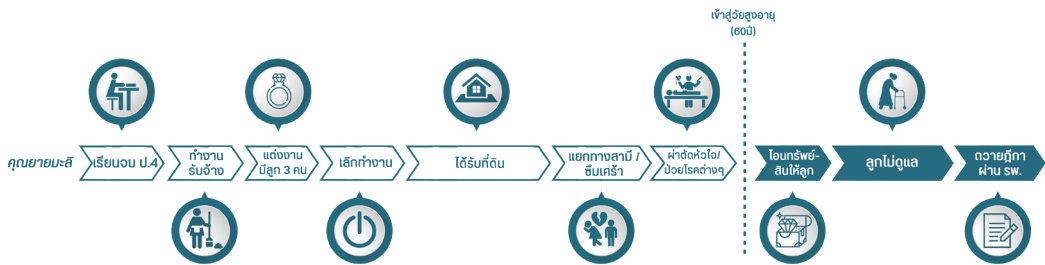 เข้าสู่วัยสูงอายุ
(60ปี)
คุณยายมะลิ
เรียนจบ ป.4
ทำงาน
รับจ้าง
แต่งงาน
มีลูก 3 คน
เลิกทำงาน
ได้รับที่ดิน
แยกทางสามี /
ซึมเศร้า
ผ่าตัดหัวใจ/
ป่วยโรคต่างๆ
โอนทรัพย์-
สินให้ลูก
ลูกไม่ดูแล
ถวายฎีกา
ผ่าน รพ.